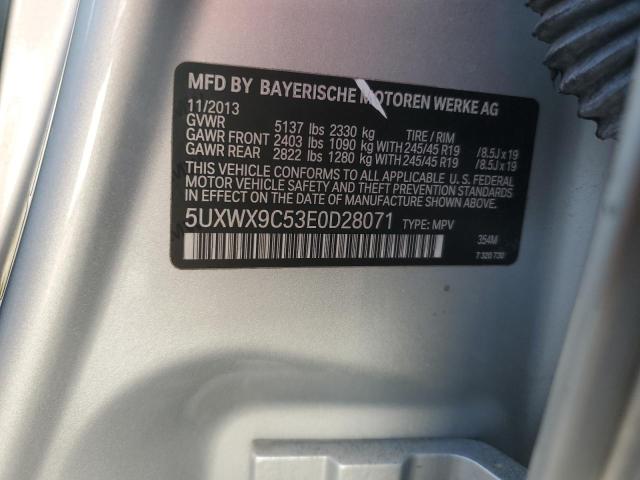 MFD BY BAYERISCHE MOTOREN WERKE AG
11/2013
GVWR 5137 lbs 2330 kg TIRE / RIM
GAWR FRONT 2403 lbs 1090 kg WITH 245/45 R19 /8.5J x 19
GAWR REAR 2822 lbs 1280 kg WITH 245/45 R19 /8.5J x 19
THIS VEHICLE CONFORMS TO ALL APPLICABLE U. S. FEDERAL
MOTOR VEHICLE SAFETY AND THEFT PREVENTION STANDARDS
IN EFFECT ON THE DATE OF MANUFACTURE SHOWN ABOVE.
5UXWX9C53E0D28071 TYPE: MPV
354M
7 320 730